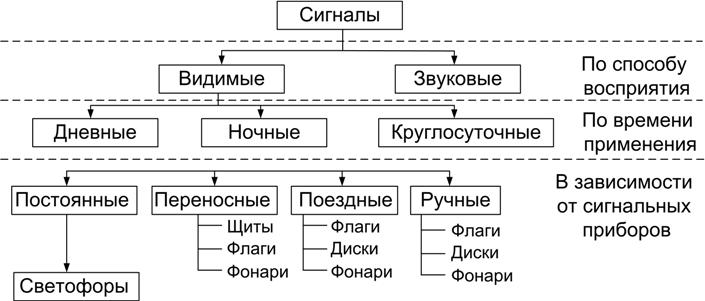 Сигналы
Видимые
Звуковые
По способу
восприятия
Дневные
Ночные
Круглосуточные
По времени
применения
Постоянные
Переносные
Поездные
Ручные
В зависимости
от сигнальных
приборов
Щиты
Флаги
Фонари
Флаги
Диски
Фонари
Флаги
Диски
Фонари
Светофоры